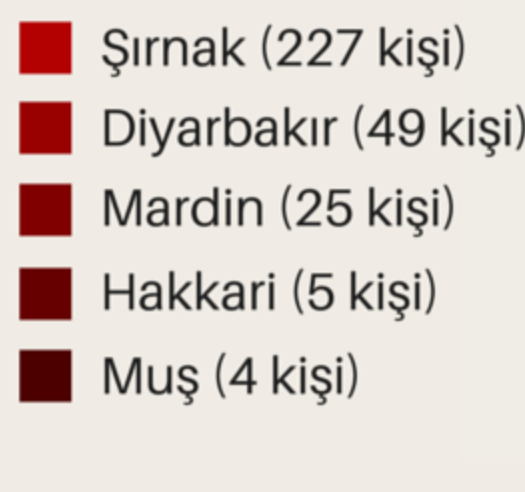 Şırnak (227 kişi)
Diyarbakır (49 kişi)
Mardin (25 kişi)
Hakkari (5 kişi)
Muş (4 kişi)